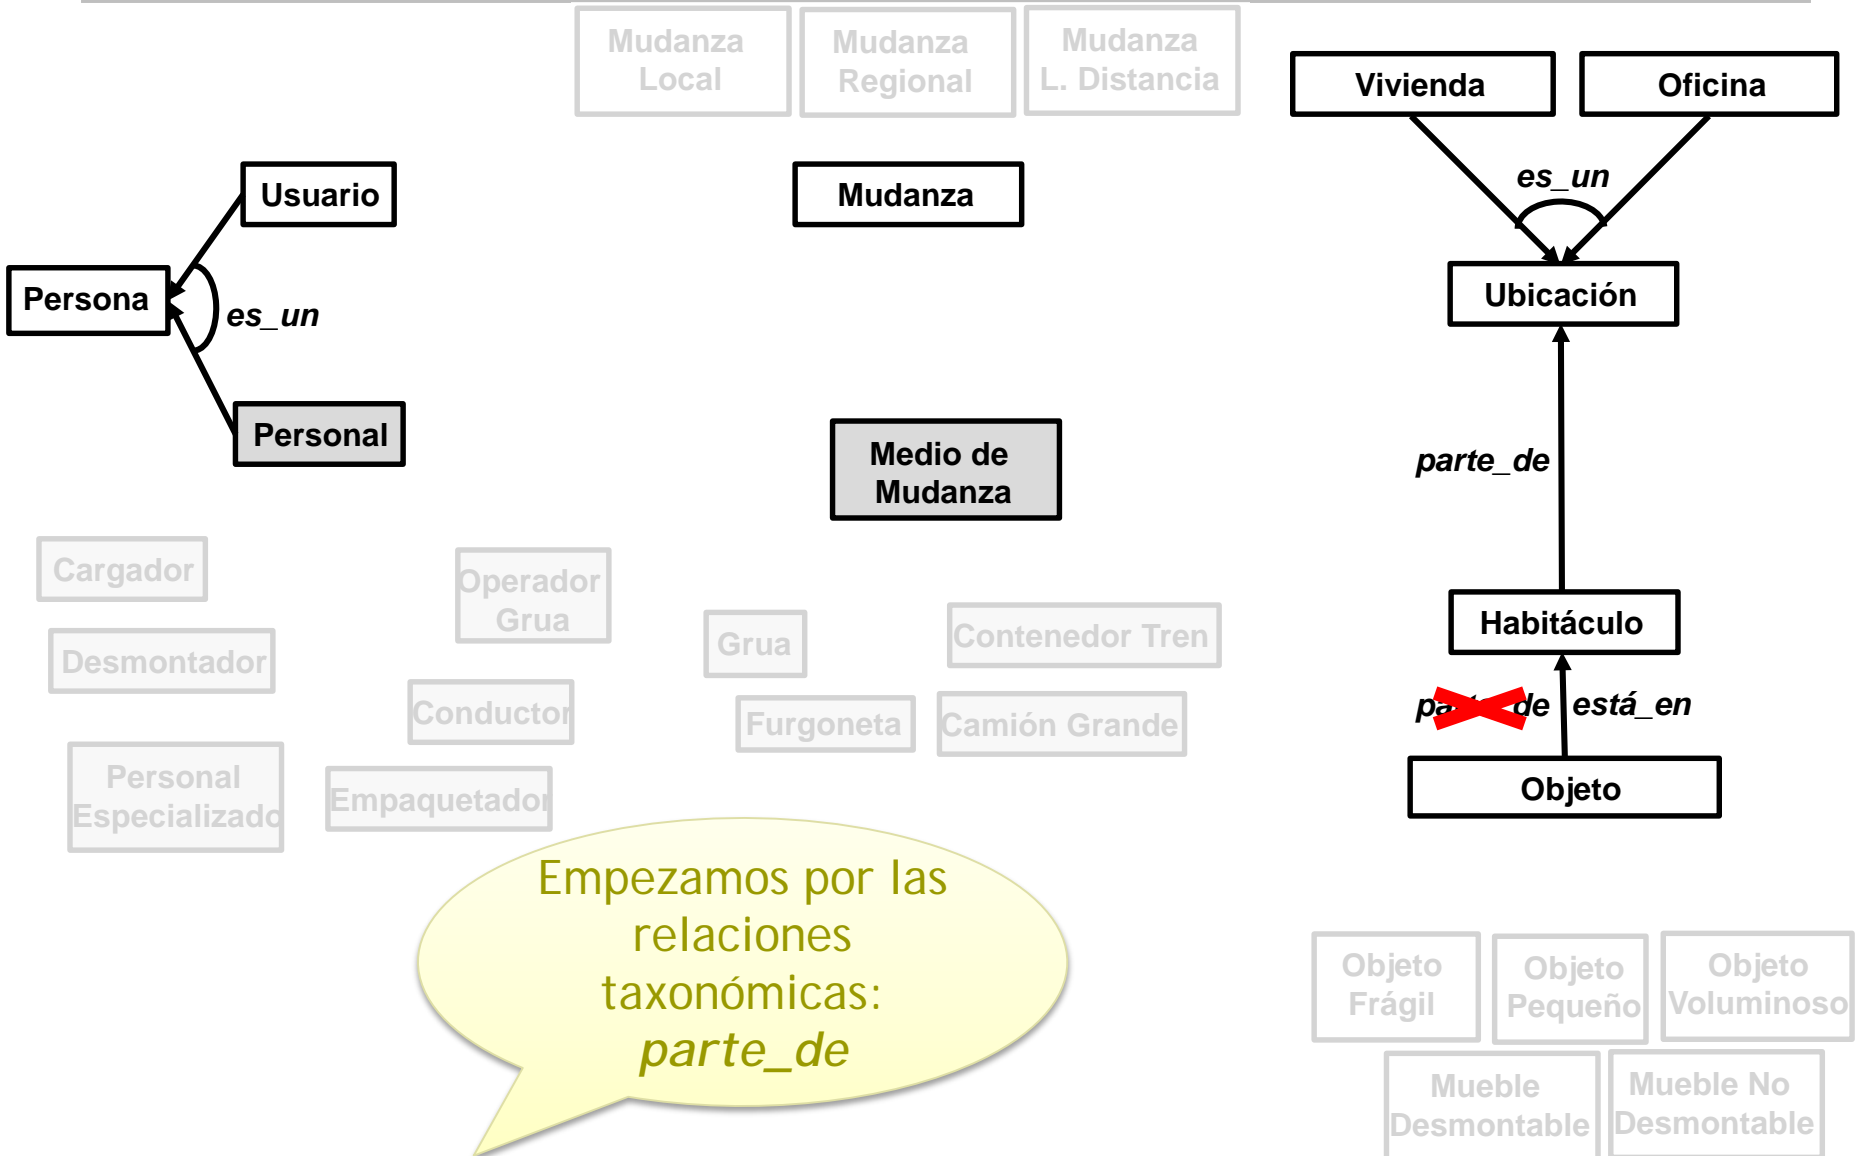 Mudanza
Local
Mudanza
Regional
Mudanza
L. Distancia
Vivienda
Oficina
es_un
Usuario
Mudanza
Persona
es_un
Ubicación
Personal
Medio de
Mudanza
parte_de
Cargador
Operador
Grua
Desmontador
Grua
Contenedor Tren
Habitáculo
Conductor
Furgoneta
Camión Grande
parte_de está_en
Personal
Especializado
Empaquetador
Objeto
Empezamos por las
relaciones
taxonómicas:
parte_de
Objeto
Frágil
Objeto
Pequeño
Objeto
Voluminoso
Mueble
Desmontable
Mueble No
Desmontable